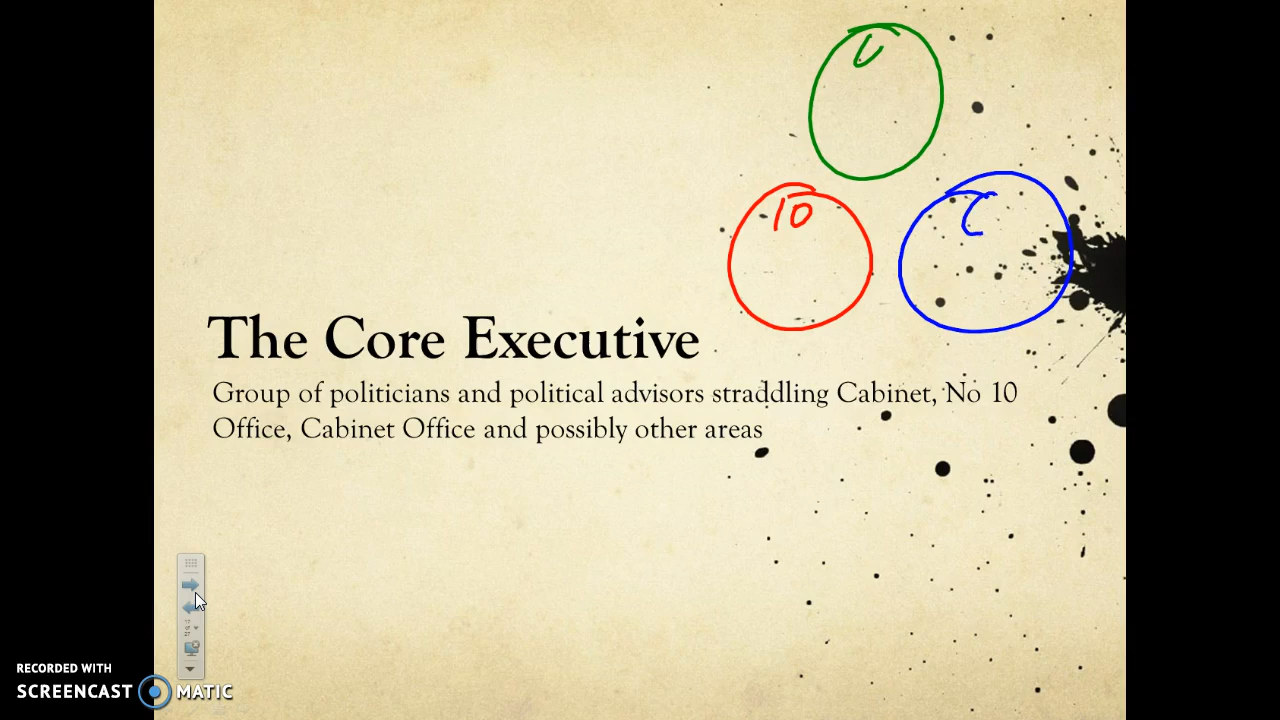 10
C
The Core Executive
Group of politicians and political advisors straddling Cabinet, No 10
Office, Cabinet Office and possibly other areas
RECORDED WITH
SCREENCAST MATIC